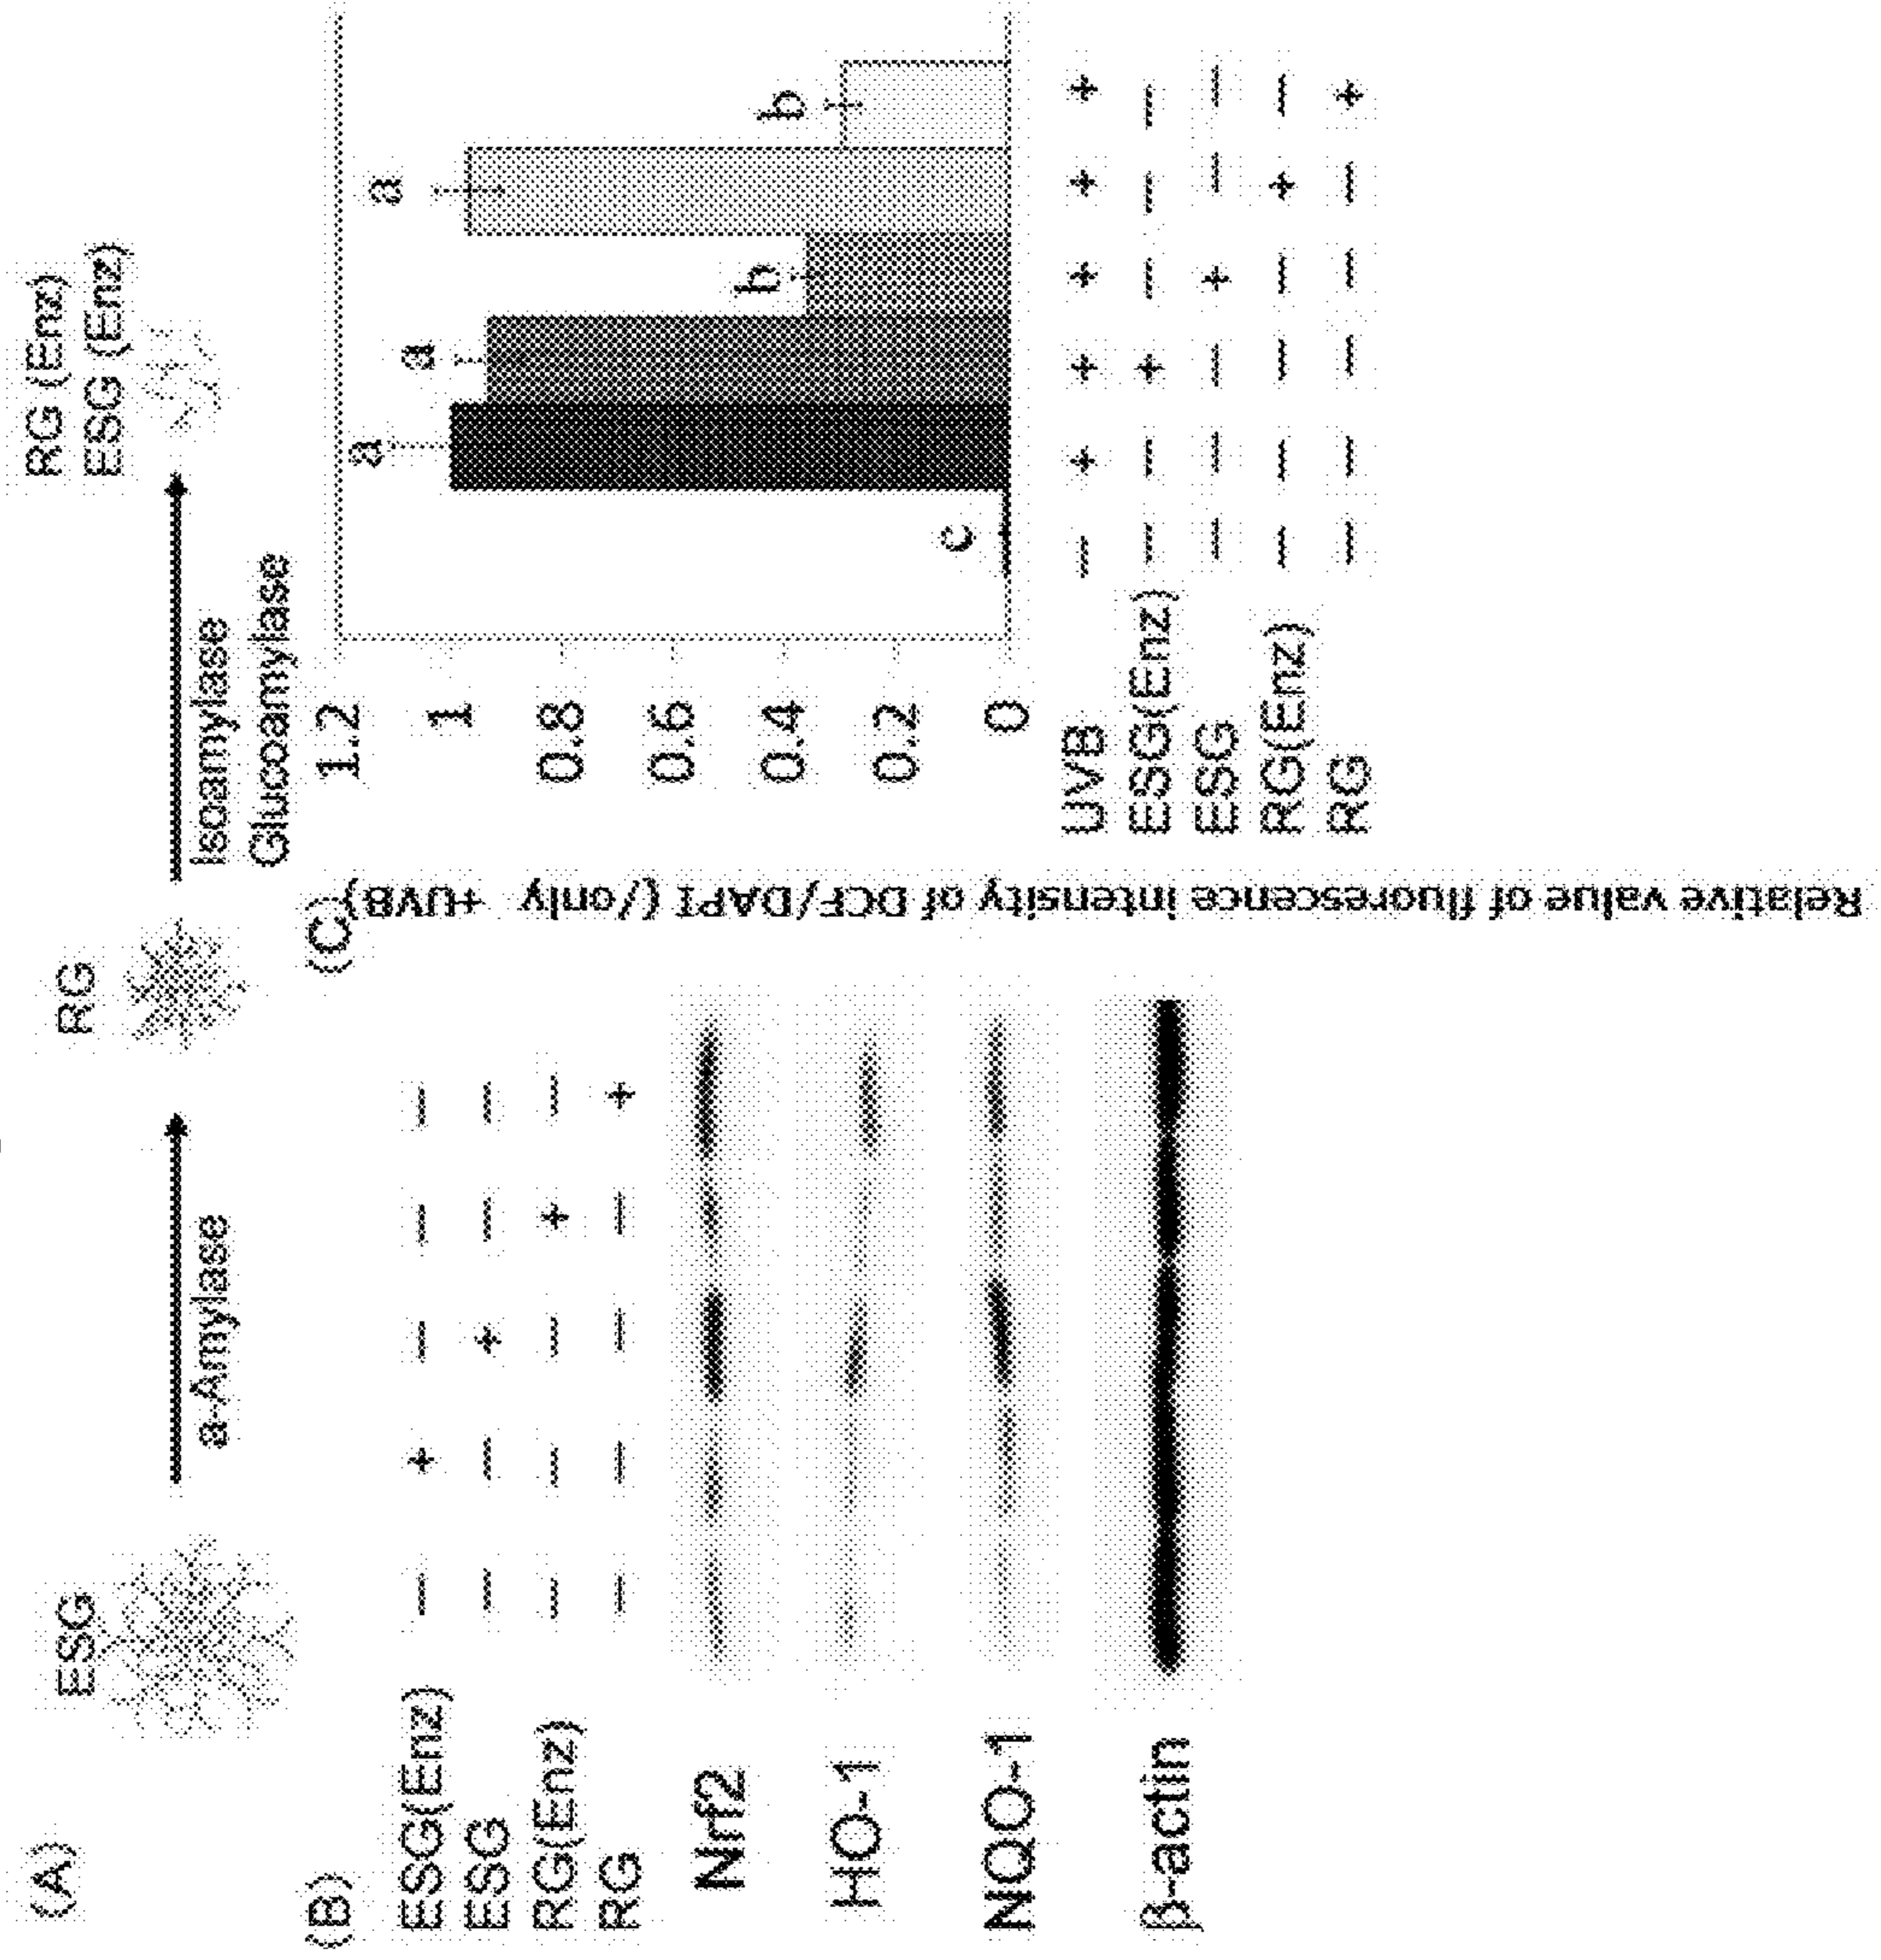 (A)
ESG
a-Amylase
RG
Isoamylase
Glucoamylase
RG (Enz)
ESG (Enz)
(B)
ESG(Enz) − + − − −
ESG − − + − −
RG(Enz) − − − + −
RG − − − − +
Nrf2
HO-1
NQO-1
β-actin
(C)
Relative value of fluorescence intensity of DCF/DAPI (/only +UVB)
1.2
1
0.8
0.6
0.4
0.2
0
c
a
a
b
a
b
UVB − + + + + +
ESG(Enz) − − + − − −
ESG − − − + − −
RG(Enz) − − − − + −
RG − − − − − +